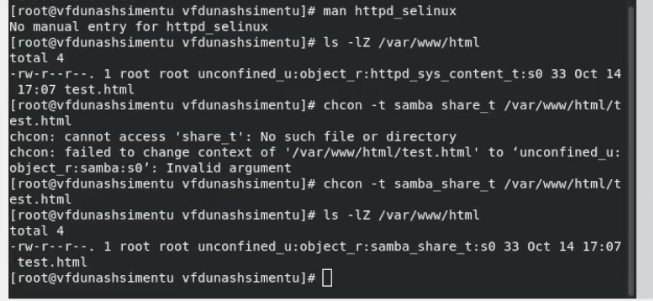 [root@vfdunashsimentu vfdunashsimentu]# man httpd_selinux
No manual entry for httpd_selinux
[root@vfdunashsimentu vfdunashsimentu]# ls -lZ /var/www/html
total 4
-rw-r--r--. 1 root root unconfined_u:object_r:httpd_sys_content_t:s0 33 Oct 14
17:07 test.html
[root@vfdunashsimentu vfdunashsimentu]# chcon -t samba share_t /var/www/html/t
est.html
chcon: cannot access 'share_t': No such file or directory
chcon: failed to change context of '/var/www/html/test.html' to ‘unconfined_u:
object_r:samba:s0’: Invalid argument
[root@vfdunashsimentu vfdunashsimentu]# chcon -t samba_share_t /var/www/html/t
est.html
[root@vfdunashsimentu vfdunashsimentu]# ls -lZ /var/www/html
total 4
-rw-r--r--. 1 root root unconfined_u:object_r:samba_share_t:s0 33 Oct 14 17:07
test.html
[root@vfdunashsimentu vfdunashsimentu]#